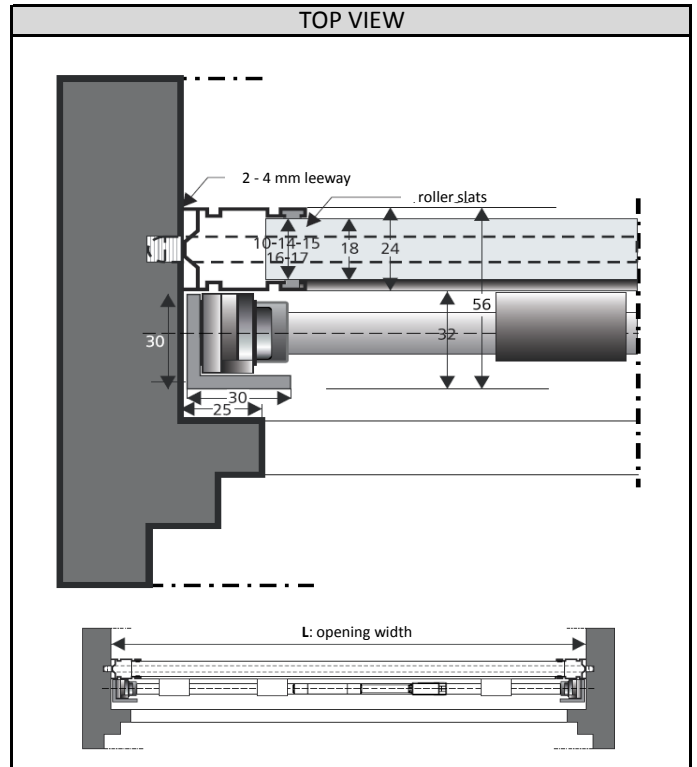 TOP VIEW
2 - 4 mm leeway
roller slats
10-14-15
16-17
18
24
56
30
32
30
25
L: opening width